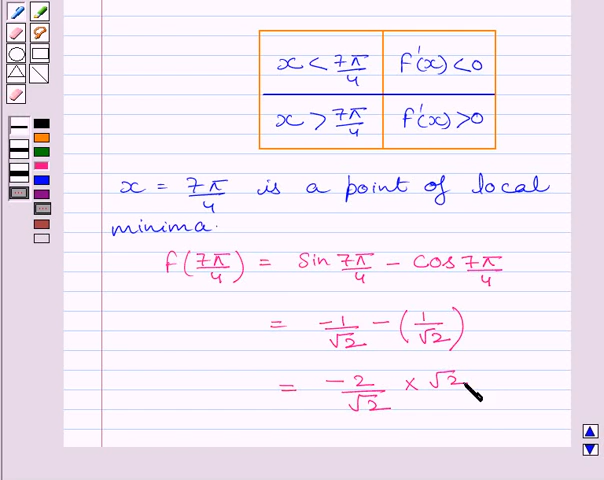 x < 7π/4 f'(x) < 0
x > 7π/4 f'(x) > 0
x = 7π/4 is a point of local
minima.
f(7π/4) = sin 7π/4 - cos 7π/4
= -1/√2 - (1/√2)
= -2/√2 × √2